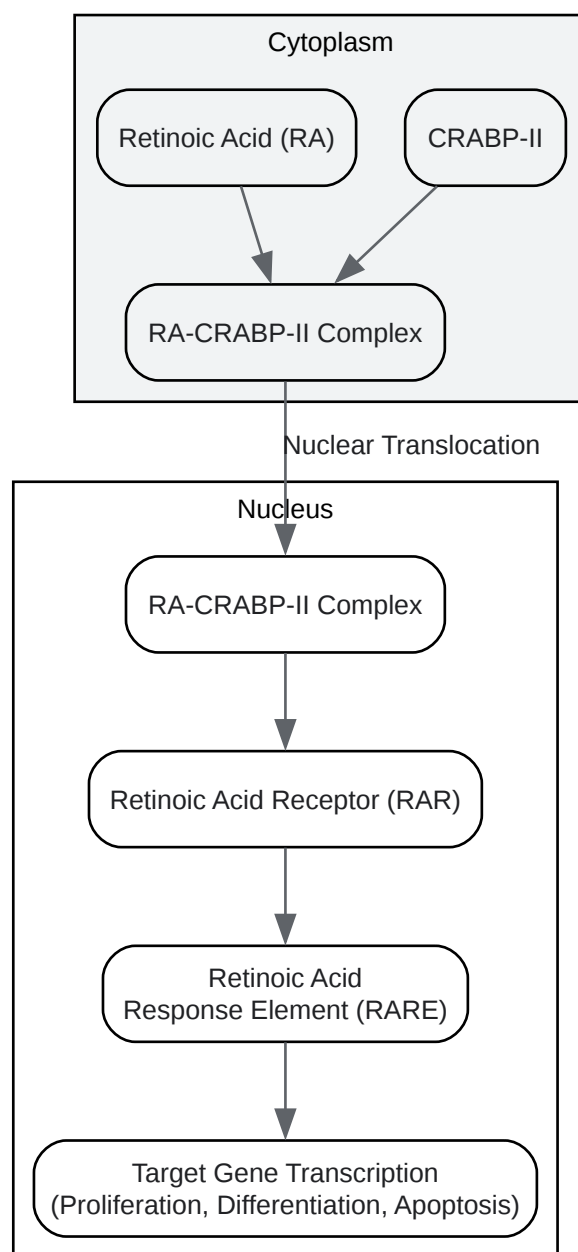 Cytoplasm
Retinoic Acid (RA)
CRABP-II
RA-CRABP-II Complex
Nuclear Translocation
Nucleus
RA-CRABP-II Complex
Retinoic Acid Receptor (RAR)
Retinoic Acid
Response Element (RARE)
Target Gene Transcription
(Proliferation, Differentiation, Apoptosis)